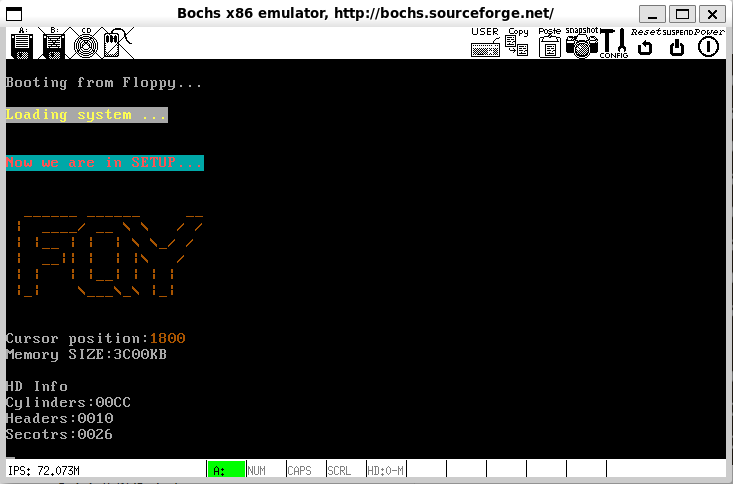 Bochs x86 emulator, http://bochs.sourceforge.net/
A: B: CD USER Copy Paste snapshot CONFIG Reset SUSPEND Power
Booting from Floppy...
Loading system ...
Now we are in SETUP...
FQY
Cursor position:1800
Memory SIZE:3C00KB
HD Info
Cylinders:00CC
Headers:0010
Secotrs:0026
IPS: 72.073M A: NUM CAPS SCRL HD:0-M